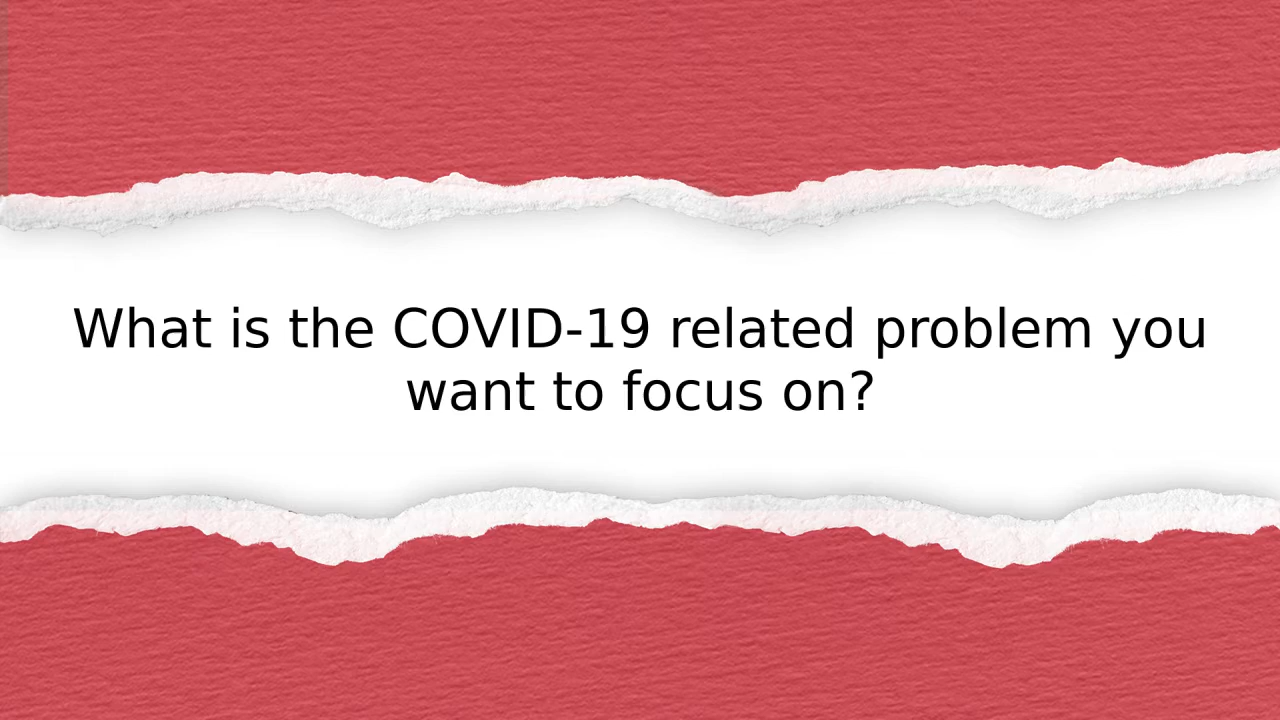 What is the COVID-19 related problem you
want to focus on?